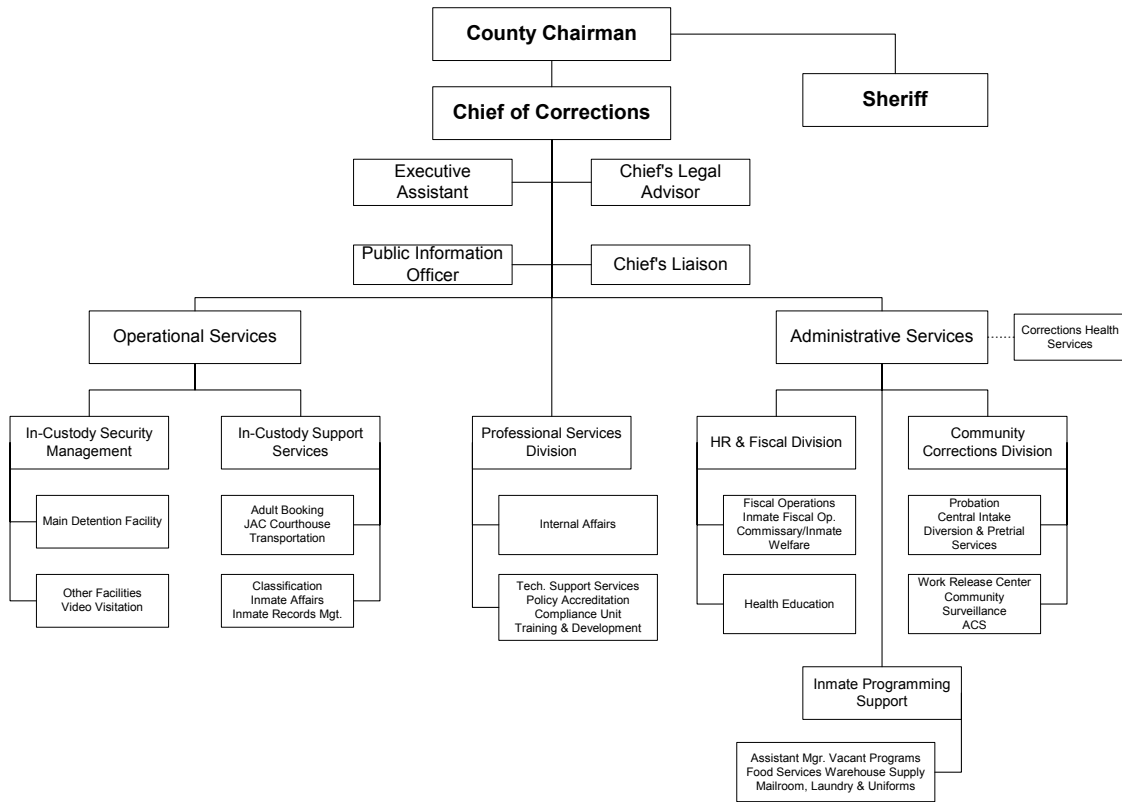 County Chairman
Sheriff
Chief of Corrections
Executive
Assistant
Chief's Legal
Advisor
Public Information
Officer
Chief's Liaison
Operational Services
Administrative Services
Corrections Health
Services
In-Custody Security
Management
In-Custody Support
Services
Professional Services
Division
HR & Fiscal Division
Community
Corrections Division
Main Detention Facility
Adult Booking
JAC Courthouse
Transportation
Internal Affairs
Fiscal Operations
Inmate Fiscal Op.
Commissary/Inmate
Welfare
Probation
Central Intake
Diversion & Pretrial
Services
Other Facilities
Video Visitation
Classification
Inmate Affairs
Inmate Records Mgt.
Tech. Support Services
Policy Accreditation
Compliance Unit
Training & Development
Health Education
Work Release Center
Community
Surveillance
ACS
Inmate Programming
Support
Assistant Mgr. Vacant Programs
Food Services Warehouse Supply
Mailroom, Laundry & Uniforms